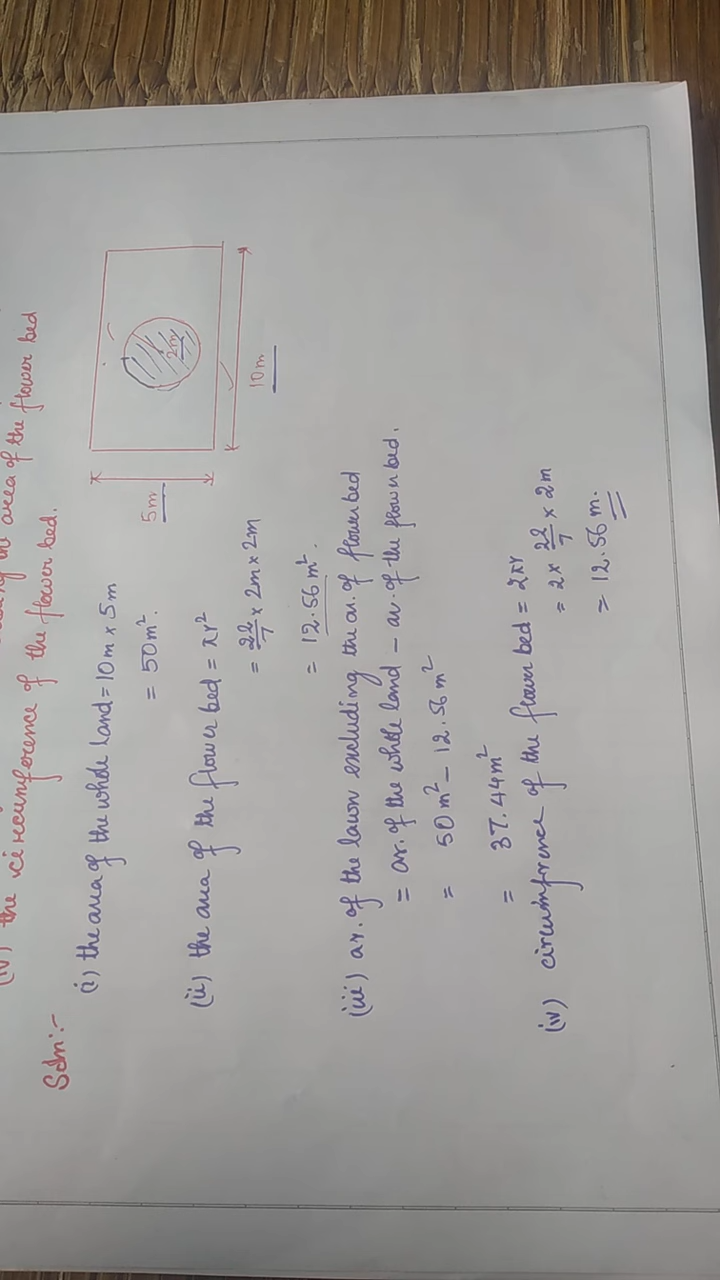 (iv) the circumference of the flower bed.
area of the flower bed
Soln:-
(i) the area of the whole land = 10m x 5m
= 50m².
5m
10m
2m
(ii) the area of the flower bed = πr²
= 22/7 x 2m x 2m
= 12.56 m².
(iii) ar. of the lawn excluding the ar. of flower bed
= ar. of the whole land - ar. of the flower bed.
= 50m² - 12.56 m²
= 37.44m²
(iv) circumfrence of the flower bed = 2πr
= 2 x 22/7 x 2m
= 12.56 m.